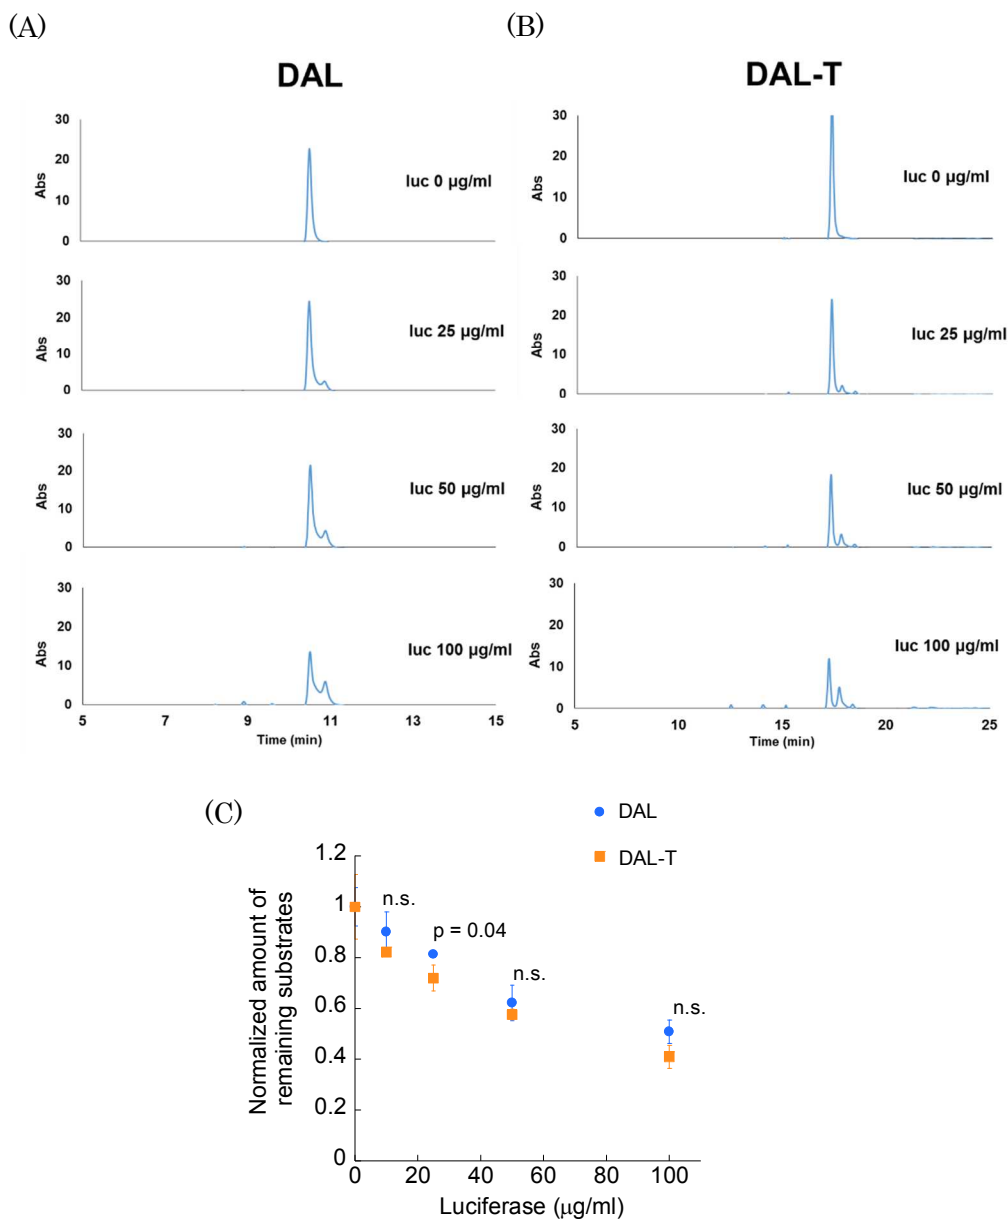 (A)
DAL
30
20
10
0
Abs
luc 0 µg/ml
30
20
10
0
Abs
luc 25 µg/ml
30
20
10
0
Abs
luc 50 µg/ml
30
20
10
0
Abs
luc 100 µg/ml
5 7 9 11 13 15
Time (min)
(B)
DAL-T
30
20
10
0
Abs
luc 0 µg/ml
30
20
10
0
Abs
luc 25 µg/ml
30
20
10
0
Abs
luc 50 µg/ml
30
20
10
0
Abs
luc 100 µg/ml
5 10 15 20 25
Time (min)
(C)
DAL
DAL-T
Normalized amount of
remaining substrates
1.2
1
0.8
0.6
0.4
0.2
0
n.s.
p = 0.04
n.s.
n.s.
0 20 40 60 80 100
Luciferase (µg/ml)